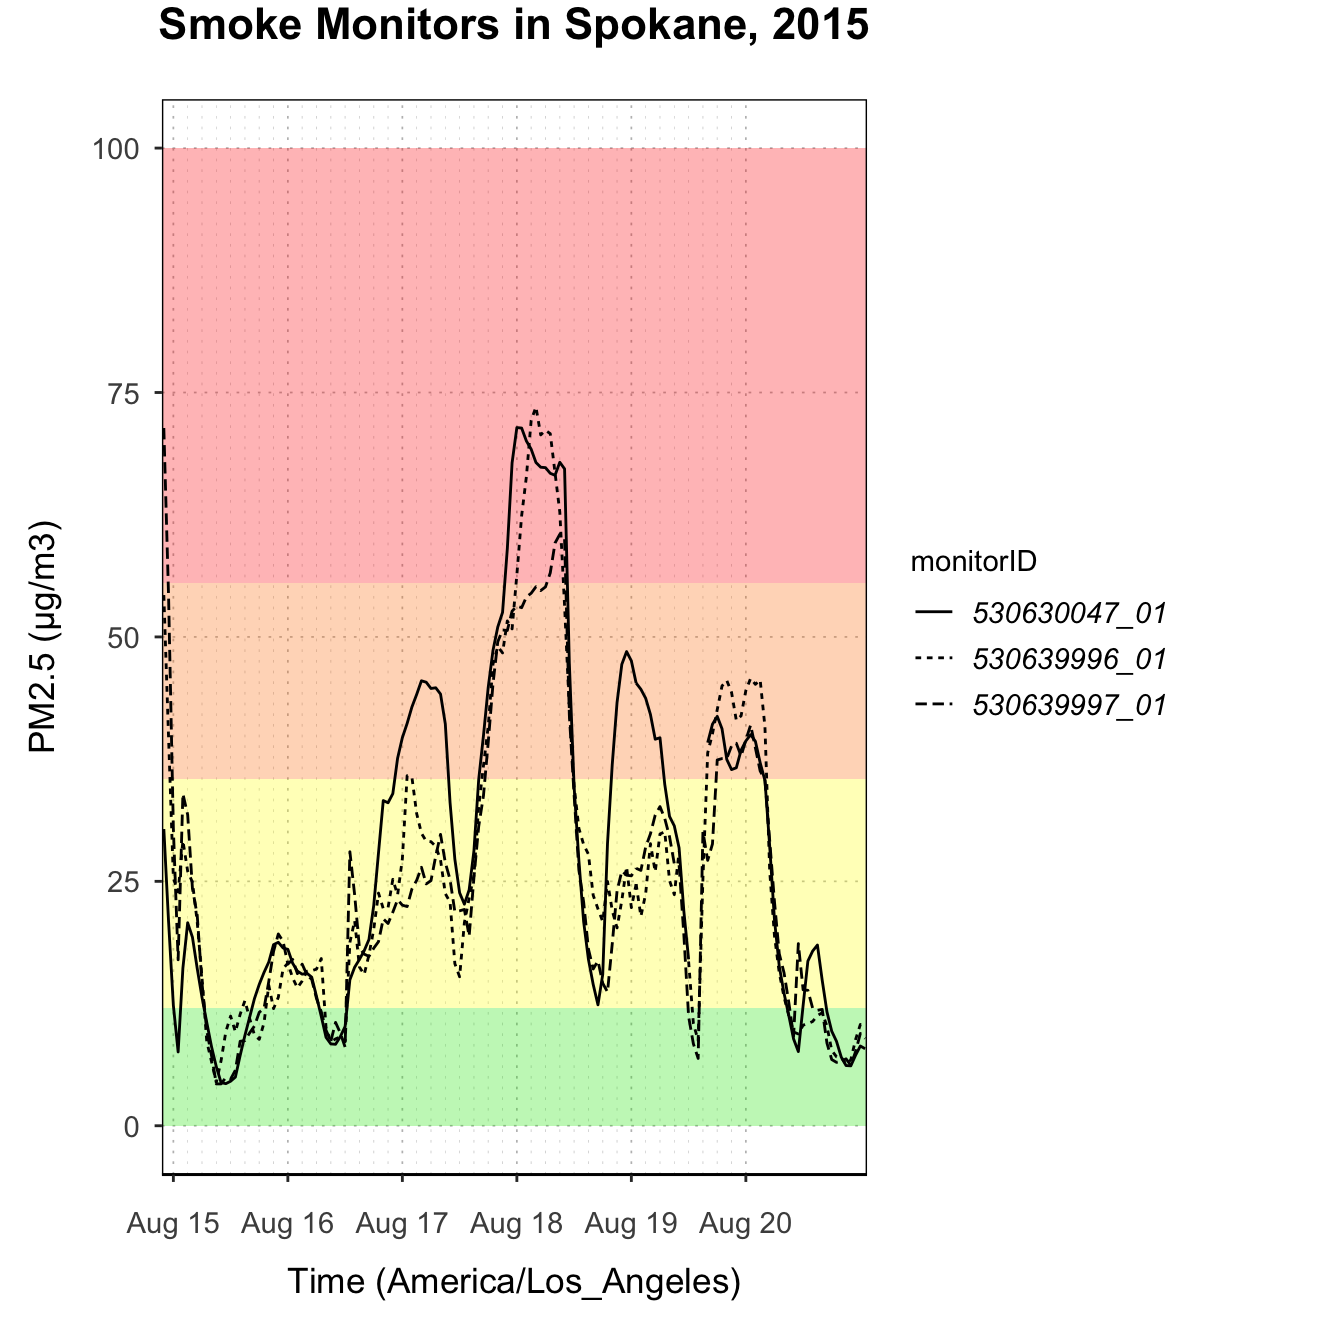 Smoke Monitors in Spokane, 2015
100
75
50
25
0
PM2.5 (µg/m3)
Aug 15 Aug 16 Aug 17 Aug 18 Aug 19 Aug 20
Time (America/Los_Angeles)
monitorID
530630047_01
530639996_01
530639997_01